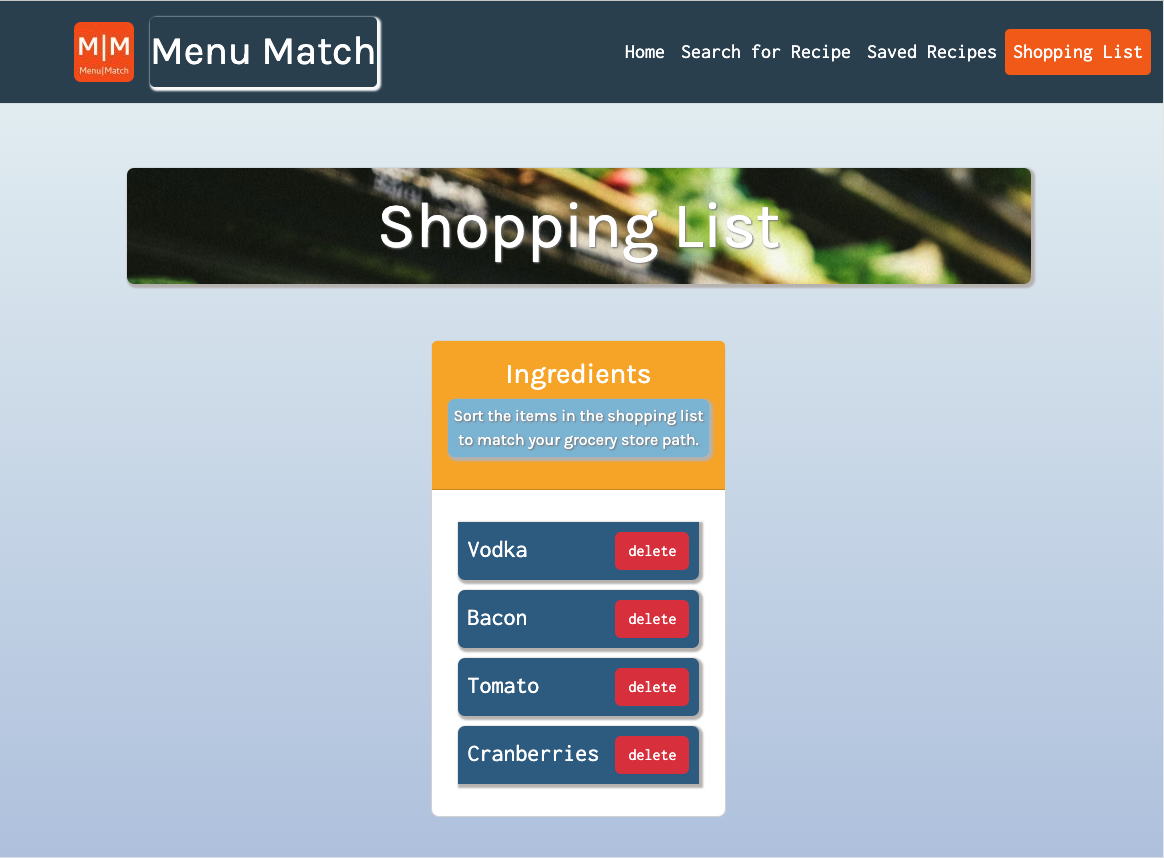 M|M
Menu|Match
Menu Match
Home Search for Recipe Saved Recipes Shopping List
Shopping List
Ingredients
Sort the items in the shopping list
to match your grocery store path.
Vodka delete
Bacon delete
Tomato delete
Cranberries delete